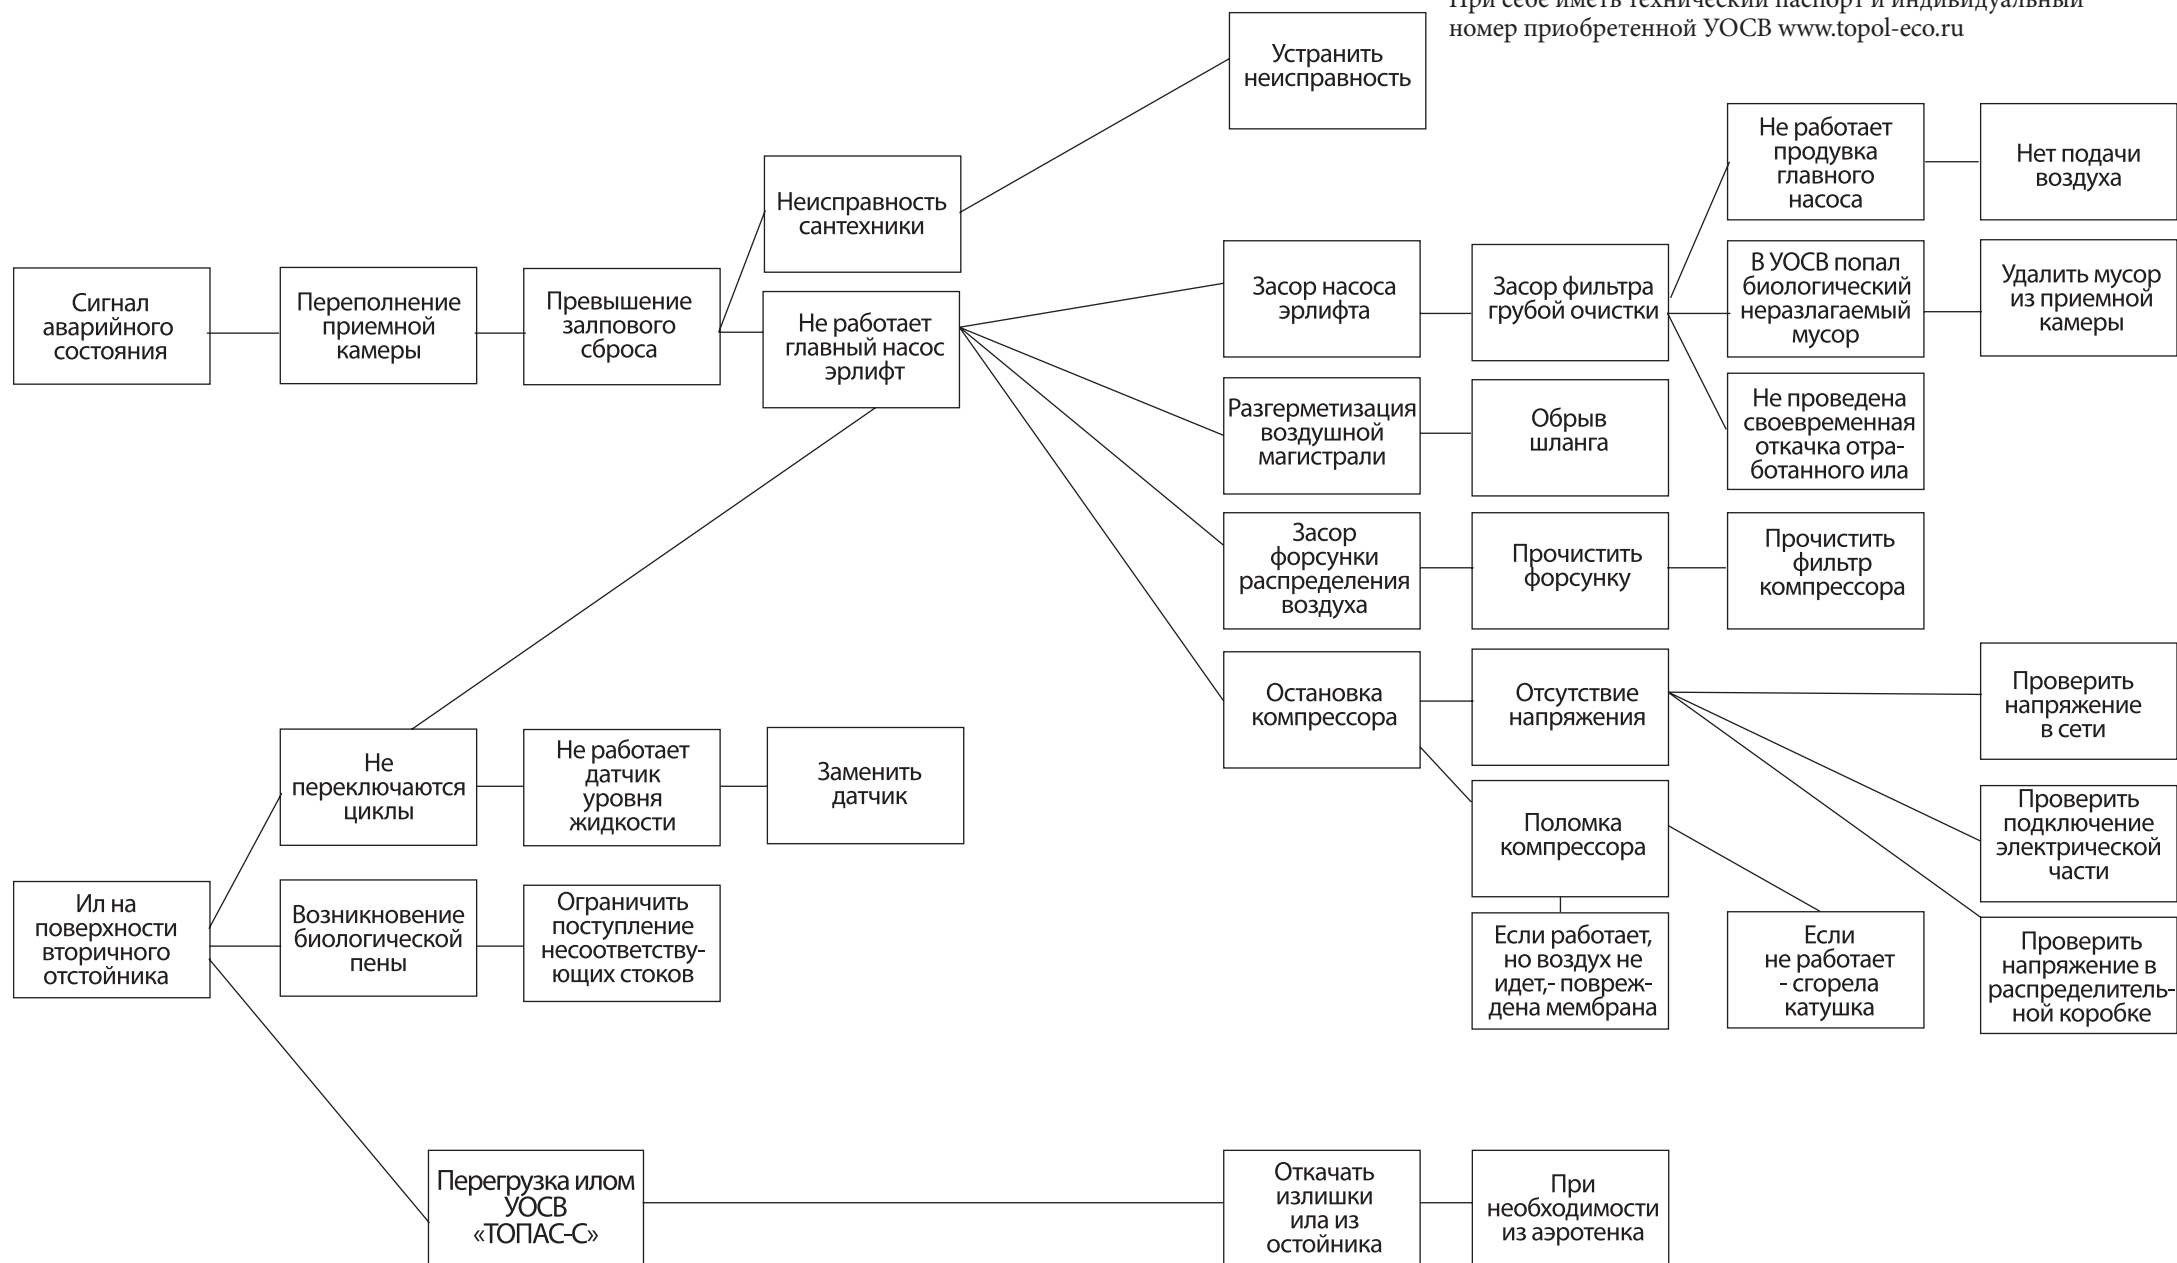 При себе иметь технический паспорт и индивидуальный
номер приобретенной УОСВ www.topol-eco.ru
Устранить
неисправность
Не работает
продувка
главного
насоса
Нет подачи
воздуха
Неисправность
сантехники
Сигнал
аварийного
состояния
Переполнение
приемной
камеры
Превышение
залпового
сброса
Не работает
главный насос
эрлифт
Засор насоса
эрлифта
Засор фильтра
грубой очистки
В УОСВ попал
биологический
неразлагаемый
мусор
Удалить мусор
из приемной
камеры
Разгерметизация
воздушной
магистрали
Обрыв
шланга
Не проведена
своевременная
откачка отра-
ботанного ила
Засор
форсунки
распределения
воздуха
Прочистить
форсунку
Прочистить
фильтр
компрессора
Остановка
компрессора
Отсутствие
напряжения
Проверить
напряжение
в сети
Не
переключаются
циклы
Не работает
датчик
уровня
жидкости
Заменить
датчик
Поломка
компрессора
Проверить
подключение
электрической
части
Ил на
поверхности
вторичного
отстойника
Возникновение
биологической
пены
Ограничить
поступление
несоответству-
ющих стоков
Если работает,
но воздух не
идет,- повреж-
дена мембрана
Если
не работает
- сгорела
катушка
Проверить
напряжение в
распределитель-
ной коробке
Перегрузка илом
УОСВ
«ТОПАС-С»
Откачать
излишки
ила из
остойника
При
необходимости
из аэротенка